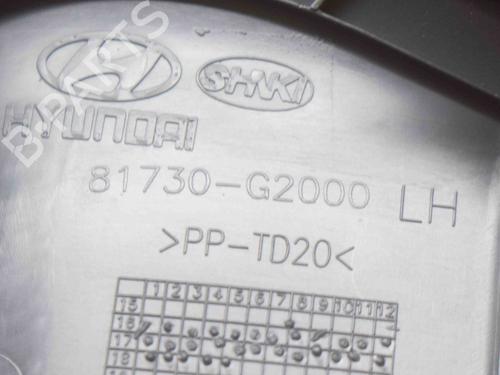 SHKI
HYUNDAI
81730-G2000 LH
>PP-TD20<
1 2 3 4 5 6 7 8 9 10 11 12
15
16
17
18
B-PARTS